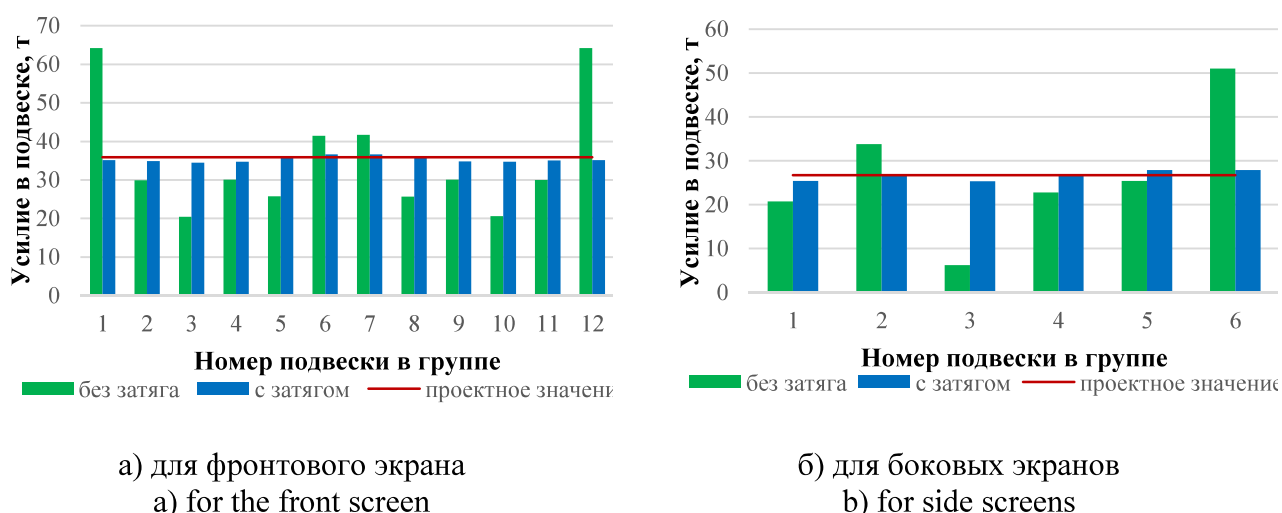 Усилие в подвеске, т
70
60
50
40
30
20
10
0
1 2 3 4 5 6 7 8 9 10 11 12
Номер подвески в группе
без затяга с затягом проектное значени
а) для фронтового экрана
a) for the front screen
Усилие в подвеске, т
60
50
40
30
20
10
0
1 2 3 4 5 6
Номер подвески в группе
без затяга с затягом проектное значение
б) для боковых экранов
b) for side screens